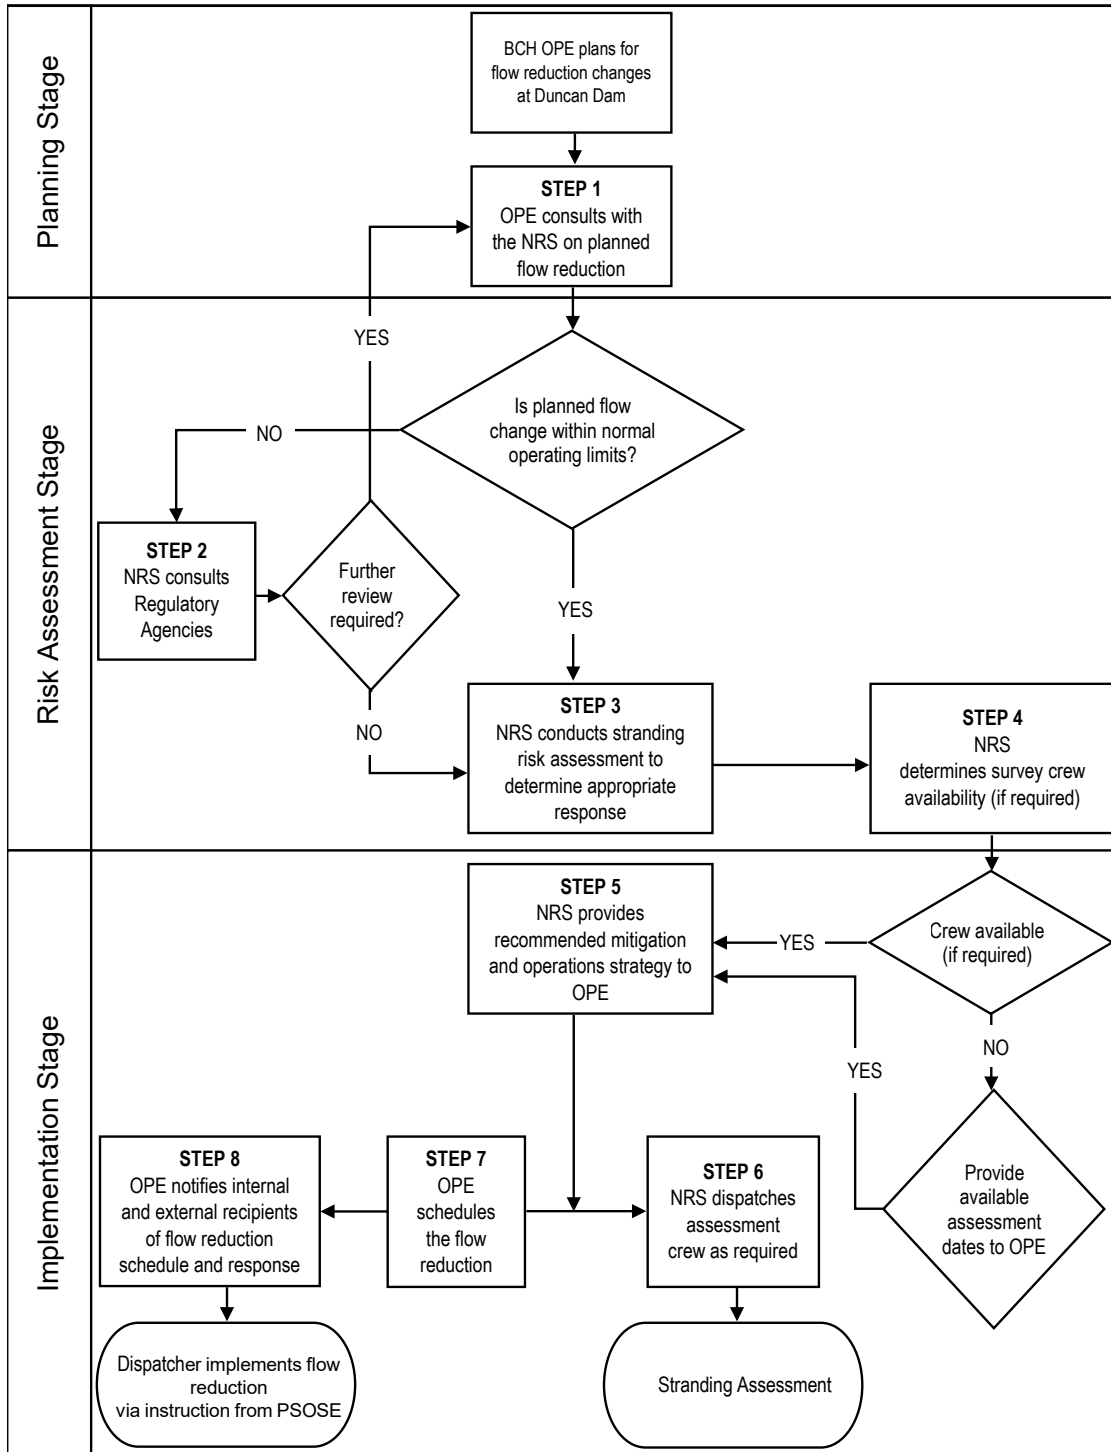 Planning Stage
BCH OPE plans for
flow reduction changes
at Duncan Dam
STEP 1
OPE consults with
the NRS on planned
flow reduction
Risk Assessment Stage
YES
Is planned flow
change within normal
operating limits?
NO
STEP 2
NRS consults
Regulatory
Agencies
Further
review
required?
YES
NO
STEP 3
NRS conducts stranding
risk assessment to
determine appropriate
response
STEP 4
NRS
determines survey crew
availability (if required)
Implementation Stage
STEP 5
NRS provides
recommended mitigation
and operations strategy to
OPE
YES
Crew available
(if required)
NO
YES
Provide
available
assessment
dates to OPE
STEP 8
OPE notifies internal
and external recipients
of flow reduction
schedule and response
STEP 7
OPE
schedules
the flow
reduction
STEP 6
NRS dispatches
assessment
crew as required
Dispatcher implements flow
reduction
via instruction from PSOSE
Stranding Assessment